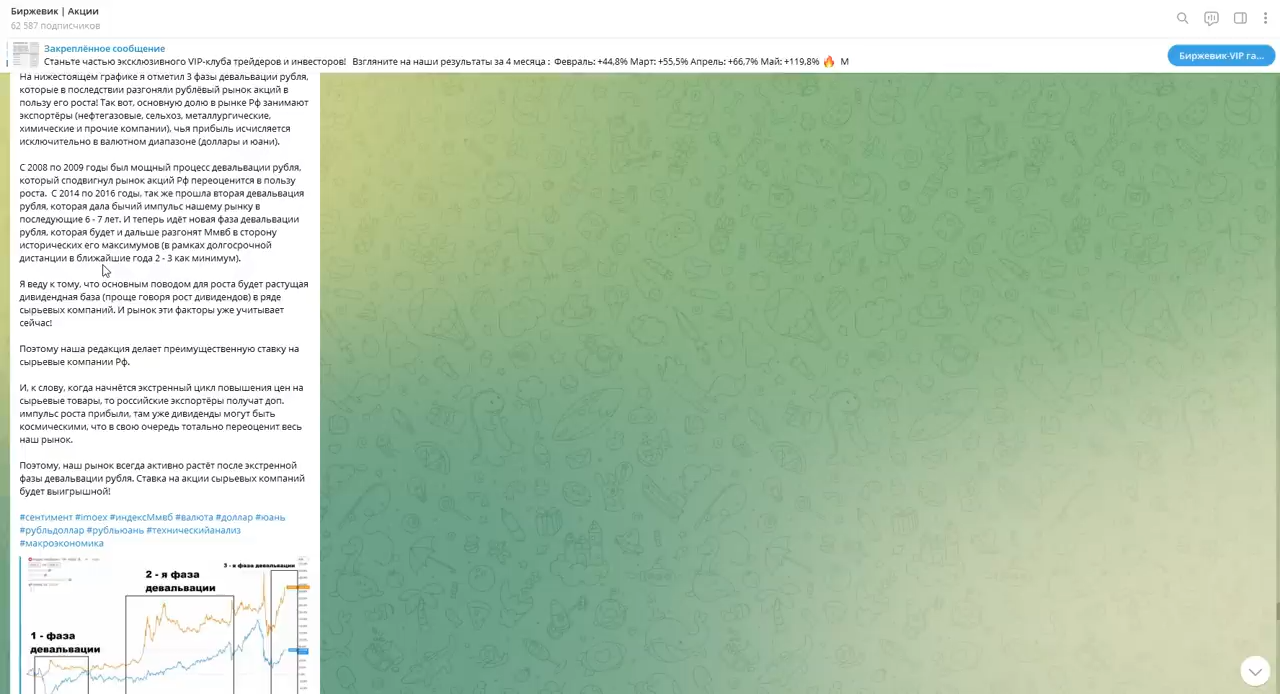 Биржевик | Акции
62 587 подписчиков
Закреплённое сообщение
Станьте частью эксклюзивного VIP-клуба трейдеров и инвесторов! Взгляните на наши результаты за 4 месяца : Февраль: +44,8% Март: +55,5% Апрель: +66,7% Май: +119,8% 🔥 М
Биржевик-VIP га...
На нижестоящем графике я отметил 3 фазы девальвации рубля,
которые в последствии разгоняли рублёвый рынок акций в
пользу его роста! Так вот, основную долю в рынке Рф занимают
экспортёры (нефтегазовые, сельхоз, металлургические,
химические и прочие компании), чья прибыль исчисляется
исключительно в валютном диапазоне (доллары и юани).
С 2008 по 2009 годы был мощный процесс девальвации рубля,
который сподвигнул рынок акций Рф переоценится в пользу
роста. С 2014 по 2016 годы, так же прошла вторая девальвация
рубля, которая дала бычий импульс нашему рынку в
последующие 6 - 7 лет. И теперь идёт новая фаза девальвации
рубля, которая будет и дальше разгонят Ммвб в сторону
исторических его максимумов (в рамках долгосрочной
дистанции в ближайшие года 2 - 3 как минимум).
Я веду к тому, что основным поводом для роста будет растущая
дивидендная база (проще говоря рост дивидендов) в ряде
сырьевых компаний. И рынок эти факторы уже учитывает
сейчас!
Поэтому наша редакция делает преимущественную ставку на
сырьевые компании Рф.
И, к слову, когда начнётся экстренный цикл повышения цен на
сырьевые товары, то российские экспортёры получат доп.
импульс роста прибыли, там уже дивиденды могут быть
космическими, что в свою очередь тотально переоценит весь
наш рынок.
Поэтому, наш рынок всегда активно растёт после экстренной
фазы девальвации рубля. Ставка на акции сырьевых компаний
будет выигрышной!
#сентимент #imoex #индексМмвб #валюта #доллар #юань
#рубльдоллар #рубльюань #техническийанализ
#макроэкономика
3 - я фаза девальвации
2 - я фаза
девальвации
1 - фаза
девальвации